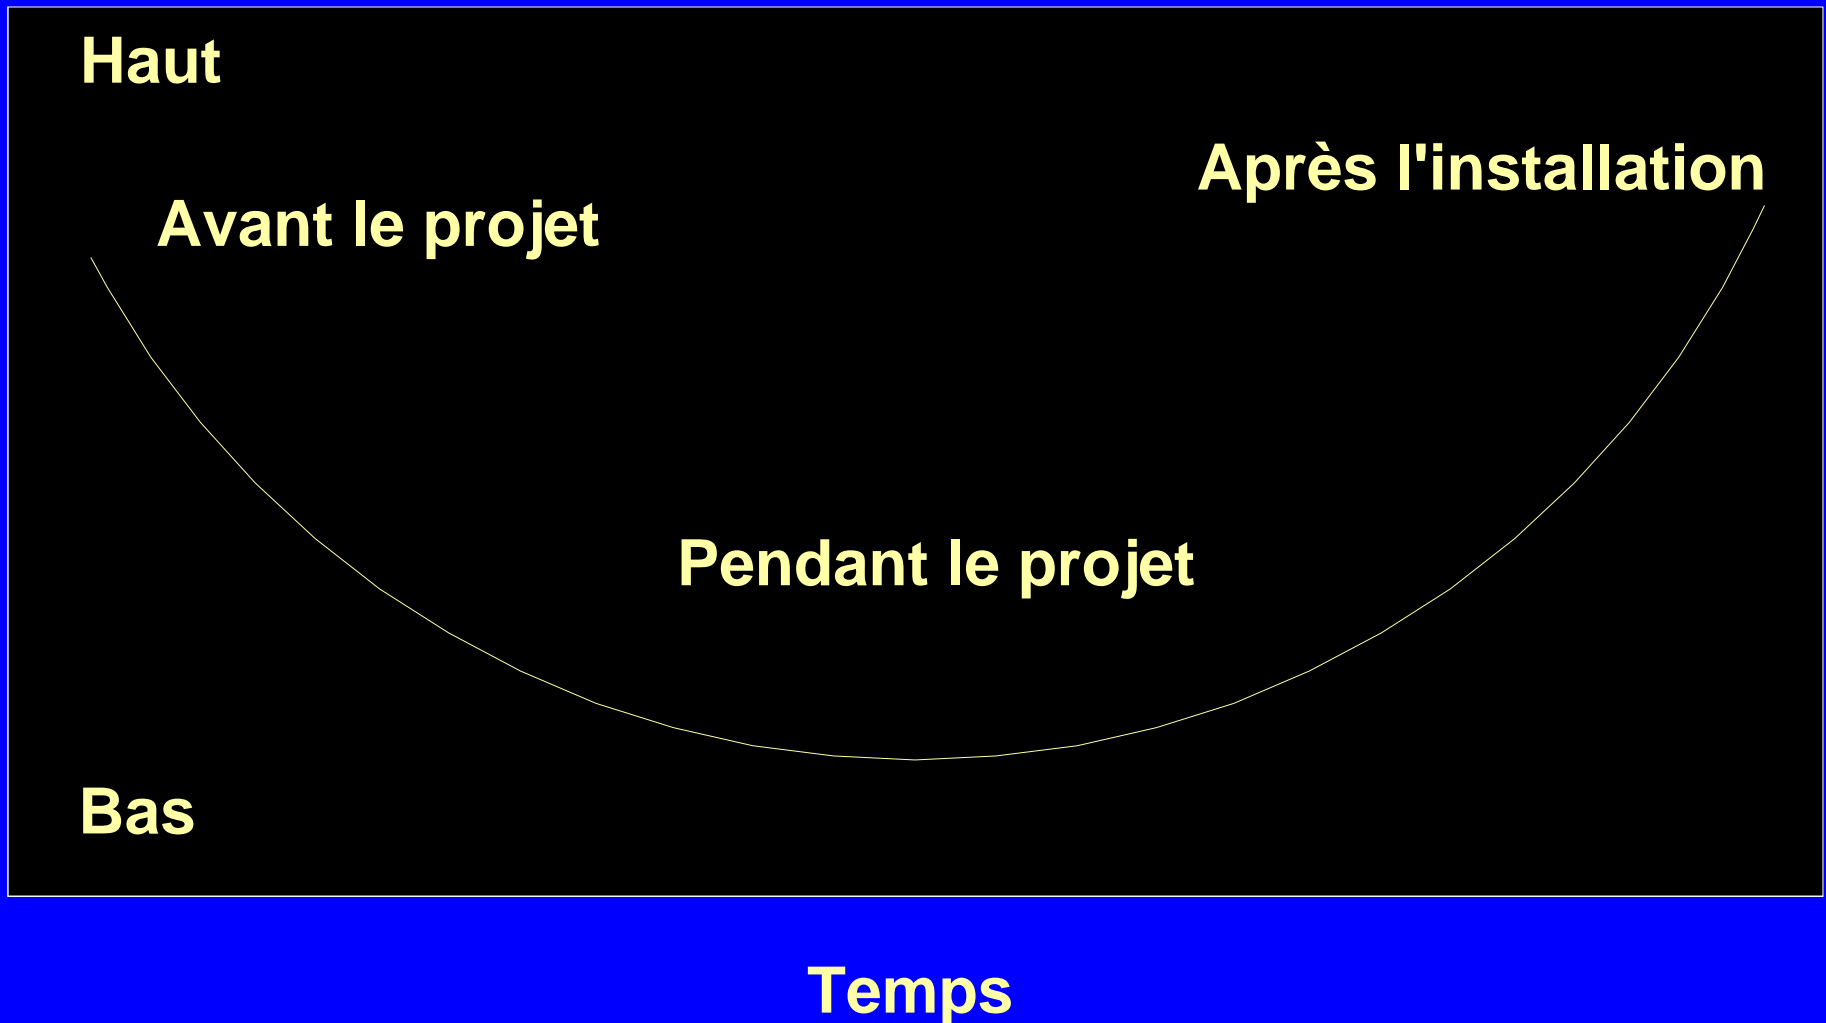 Haut
Après l'installation
Avant le projet
Pendant le projet
Bas
Temps